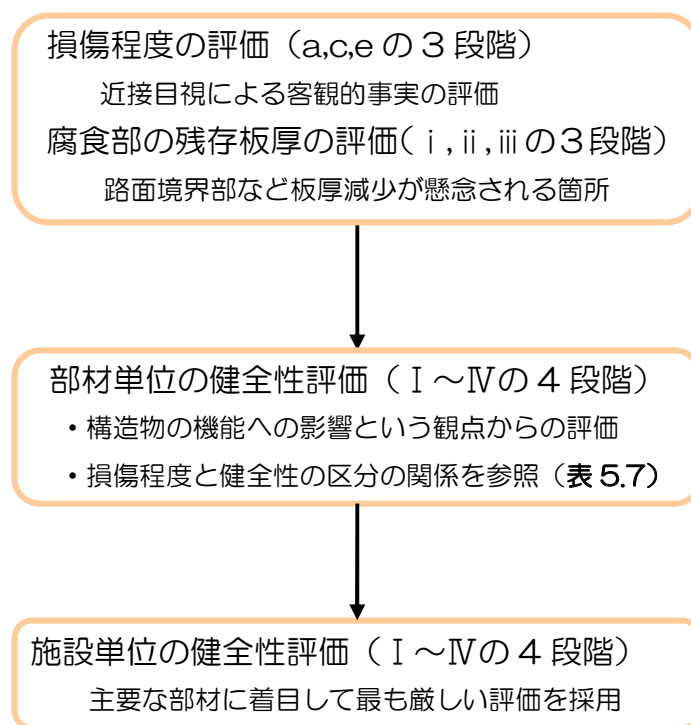 損傷程度の評価（a,c,e の 3 段階）
近接目視による客観的事実の評価
腐食部の残存板厚の評価（ⅰ,ⅱ,ⅲの３段階）
路面境界部など板厚減少が懸念される箇所
部材単位の健全性評価（Ⅰ～Ⅳの 4 段階）
・構造物の機能への影響という観点からの評価
・損傷程度と健全性の区分の関係を参照（表 5.7）
施設単位の健全性評価（Ⅰ～Ⅳの 4 段階）
主要な部材に着目して最も厳しい評価を採用